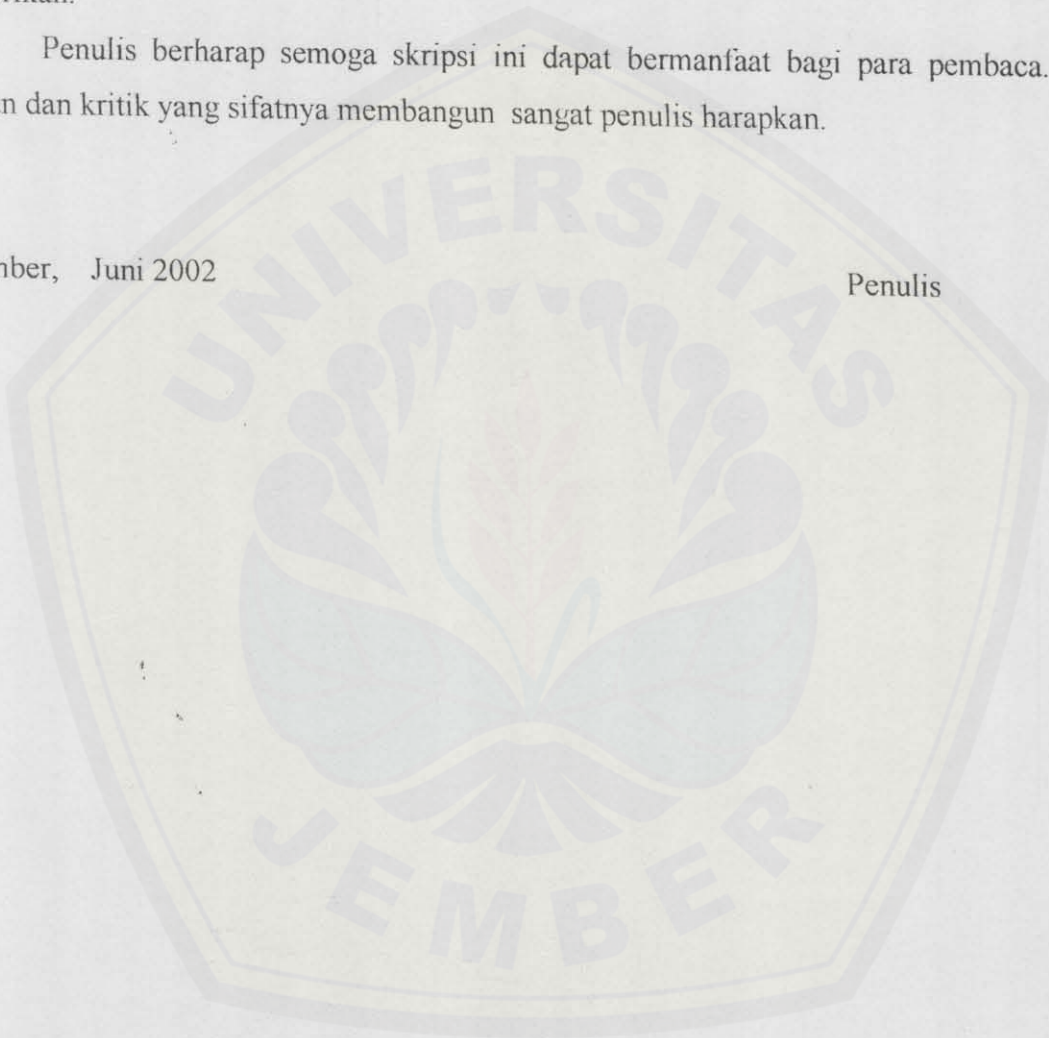 Penulis berharap semoga skripsi ini dapat bermanfaat bagi para pembaca.
n dan kritik yang sifatnya membangun sangat penulis harapkan.
mber, Juni 2002
Penulis
UNIVERSITAS
JEMBER